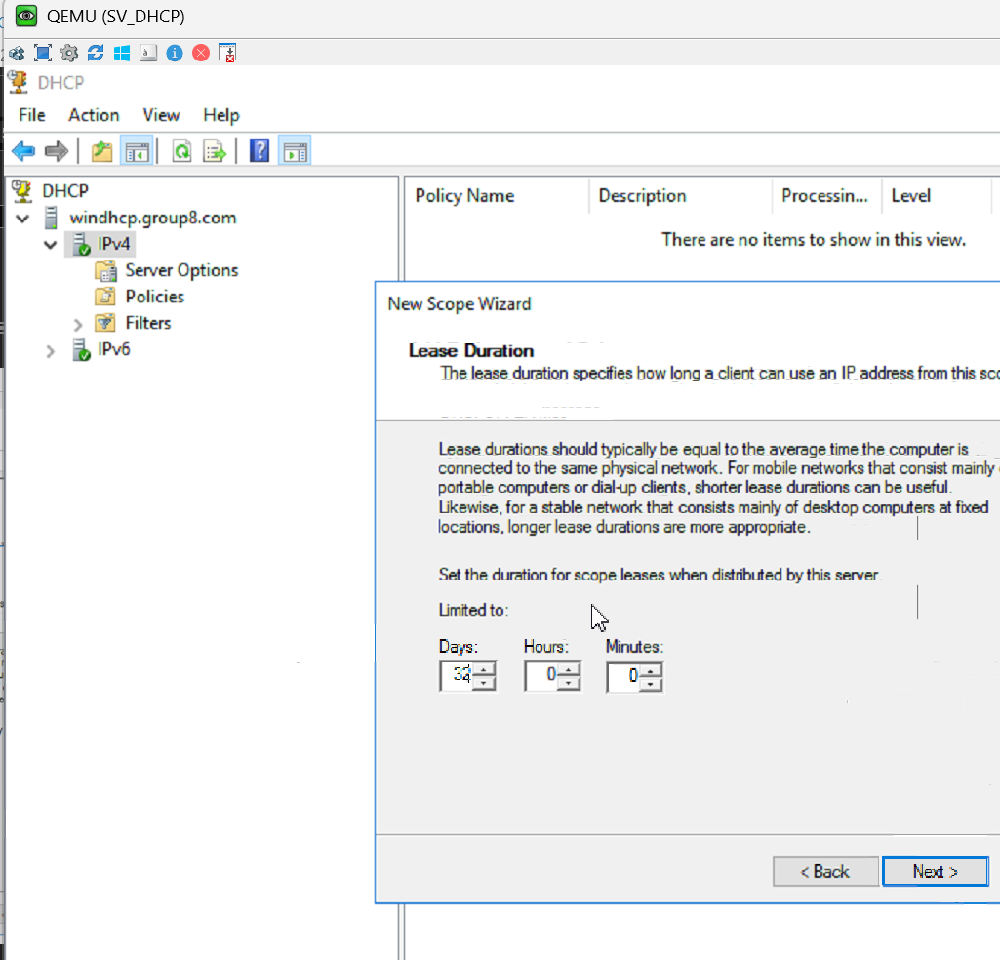 QEMU (SV_DHCP)
DHCP
File Action View Help
DHCP
windhcp.group8.com
IPv4
Server Options
Policies
Filters
IPv6
Policy Name Description Processin... Level
There are no items to show in this view.
New Scope Wizard
Lease Duration
The lease duration specifies how long a client can use an IP address from this sco
Lease durations should typically be equal to the average time the computer is
connected to the same physical network. For mobile networks that consist mainly
portable computers or dial-up clients, shorter lease durations can be useful.
Likewise, for a stable network that consists mainly of desktop computers at fixed
locations, longer lease durations are more appropriate.
Set the duration for scope leases when distributed by this server.
Limited to:
Days: Hours: Minutes:
0 0
< Back Next >